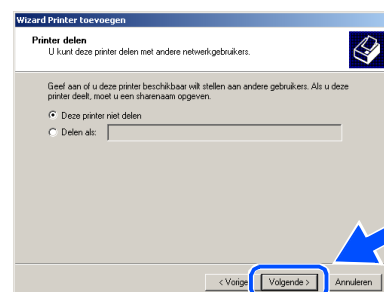 Wizard Printer toevoegen
Printer delen
U kunt deze printer delen met andere netwerkgebruikers.
Geef aan of u deze printer beschikbaar wilt stellen aan andere gebruikers. Als u deze
printer deelt, moet u een sharenaam opgeven.
Deze printer niet delen
Delen als:
< Vorige
Volgende >
Annuleren